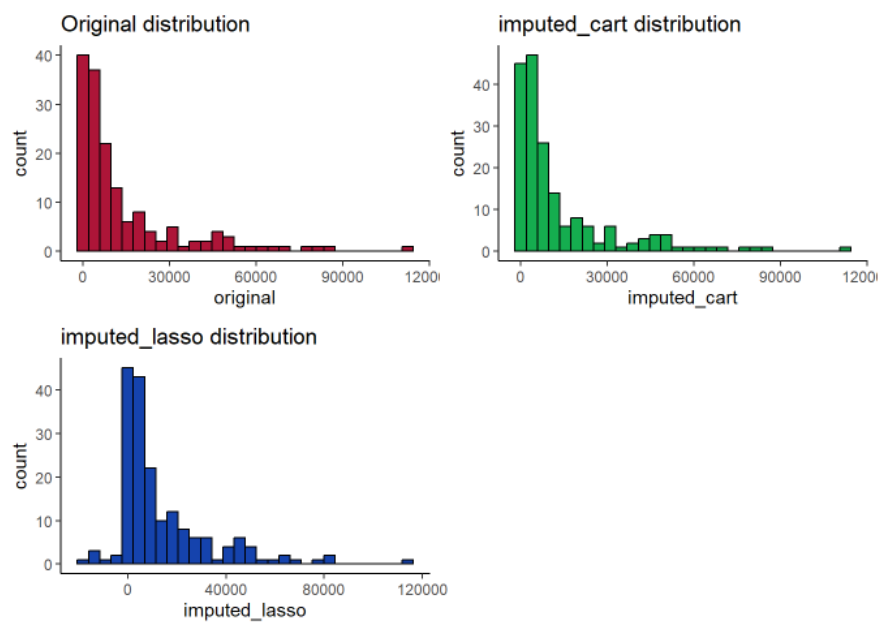 Original distribution
40
30
20
10
0
count
0 30000 60000 90000 12000
original
imputed_cart distribution
40
30
20
10
0
count
0 30000 60000 90000 12000
imputed_cart
imputed_lasso distribution
40
30
20
10
0
count
0 40000 80000 120000
imputed_lasso